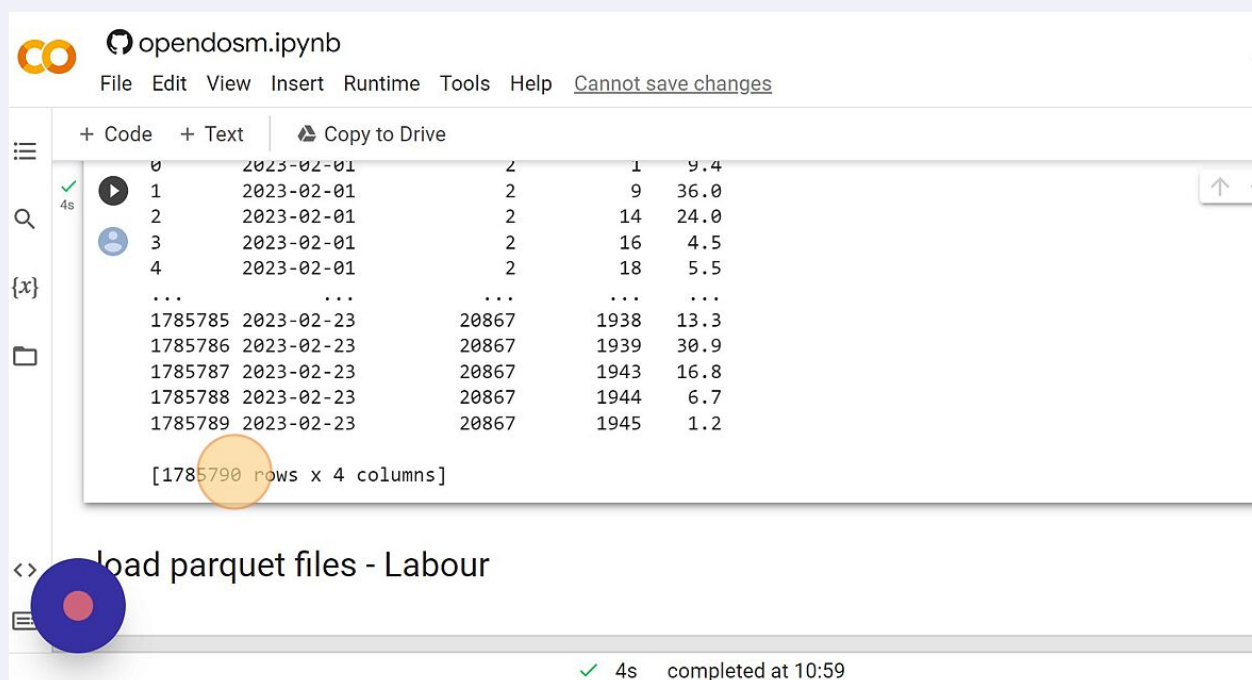 opendosm.ipynb
File Edit View Insert Runtime Tools Help Cannot save changes
+ Code + Text Copy to Drive
0 2023-02-01 2 1 9.4
1 2023-02-01 2 9 36.0
4s
2 2023-02-01 2 14 24.0
3 2023-02-01 2 16 4.5
4 2023-02-01 2 18 5.5
{x}
... ... ... ... ...
1785785 2023-02-23 20867 1938 13.3
1785786 2023-02-23 20867 1939 30.9
1785787 2023-02-23 20867 1943 16.8
1785788 2023-02-23 20867 1944 6.7
1785789 2023-02-23 20867 1945 1.2
[1785790 rows x 4 columns]
load parquet files - Labour
4s completed at 10:59